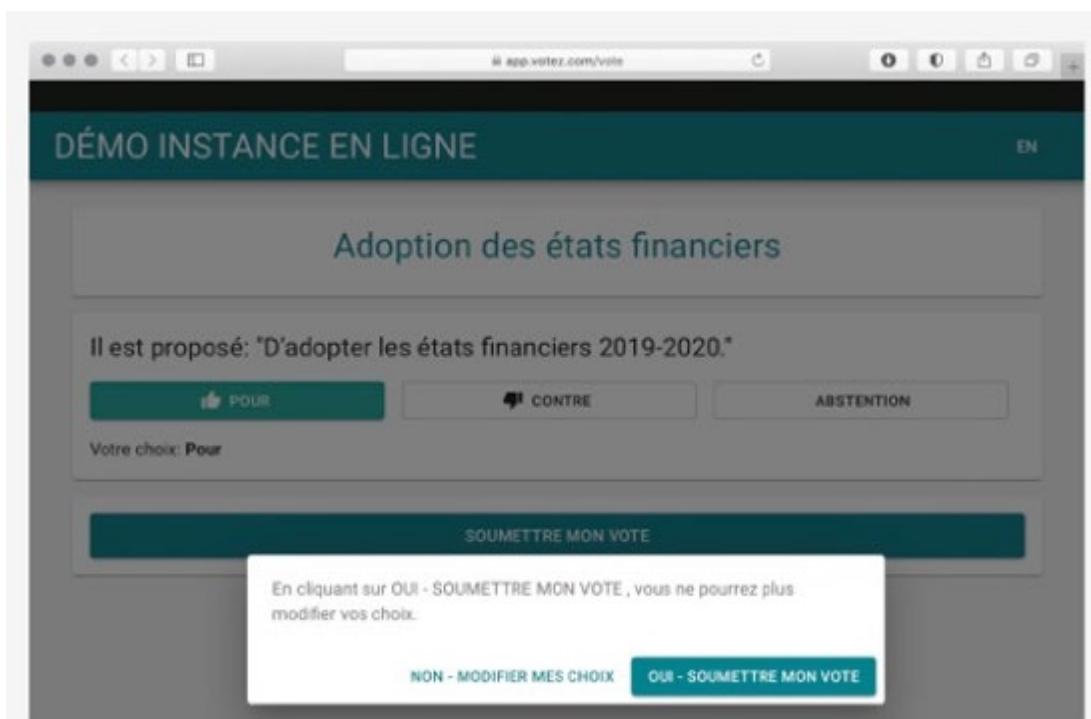 app.votez.com/vote
DÉMO INSTANCE EN LIGNE
EN
Adoption des états financiers
Il est proposé: "D'adopter les états financiers 2019-2020."
POUR
CONTRE
ABSTENTION
Votre choix: Pour
SOUMETTRE MON VOTE
En cliquant sur OUI - SOUMETTRE MON VOTE , vous ne pourrez plus
modifier vos choix.
NON - MODIFIER MES CHOIX
OUI - SOUMETTRE MON VOTE